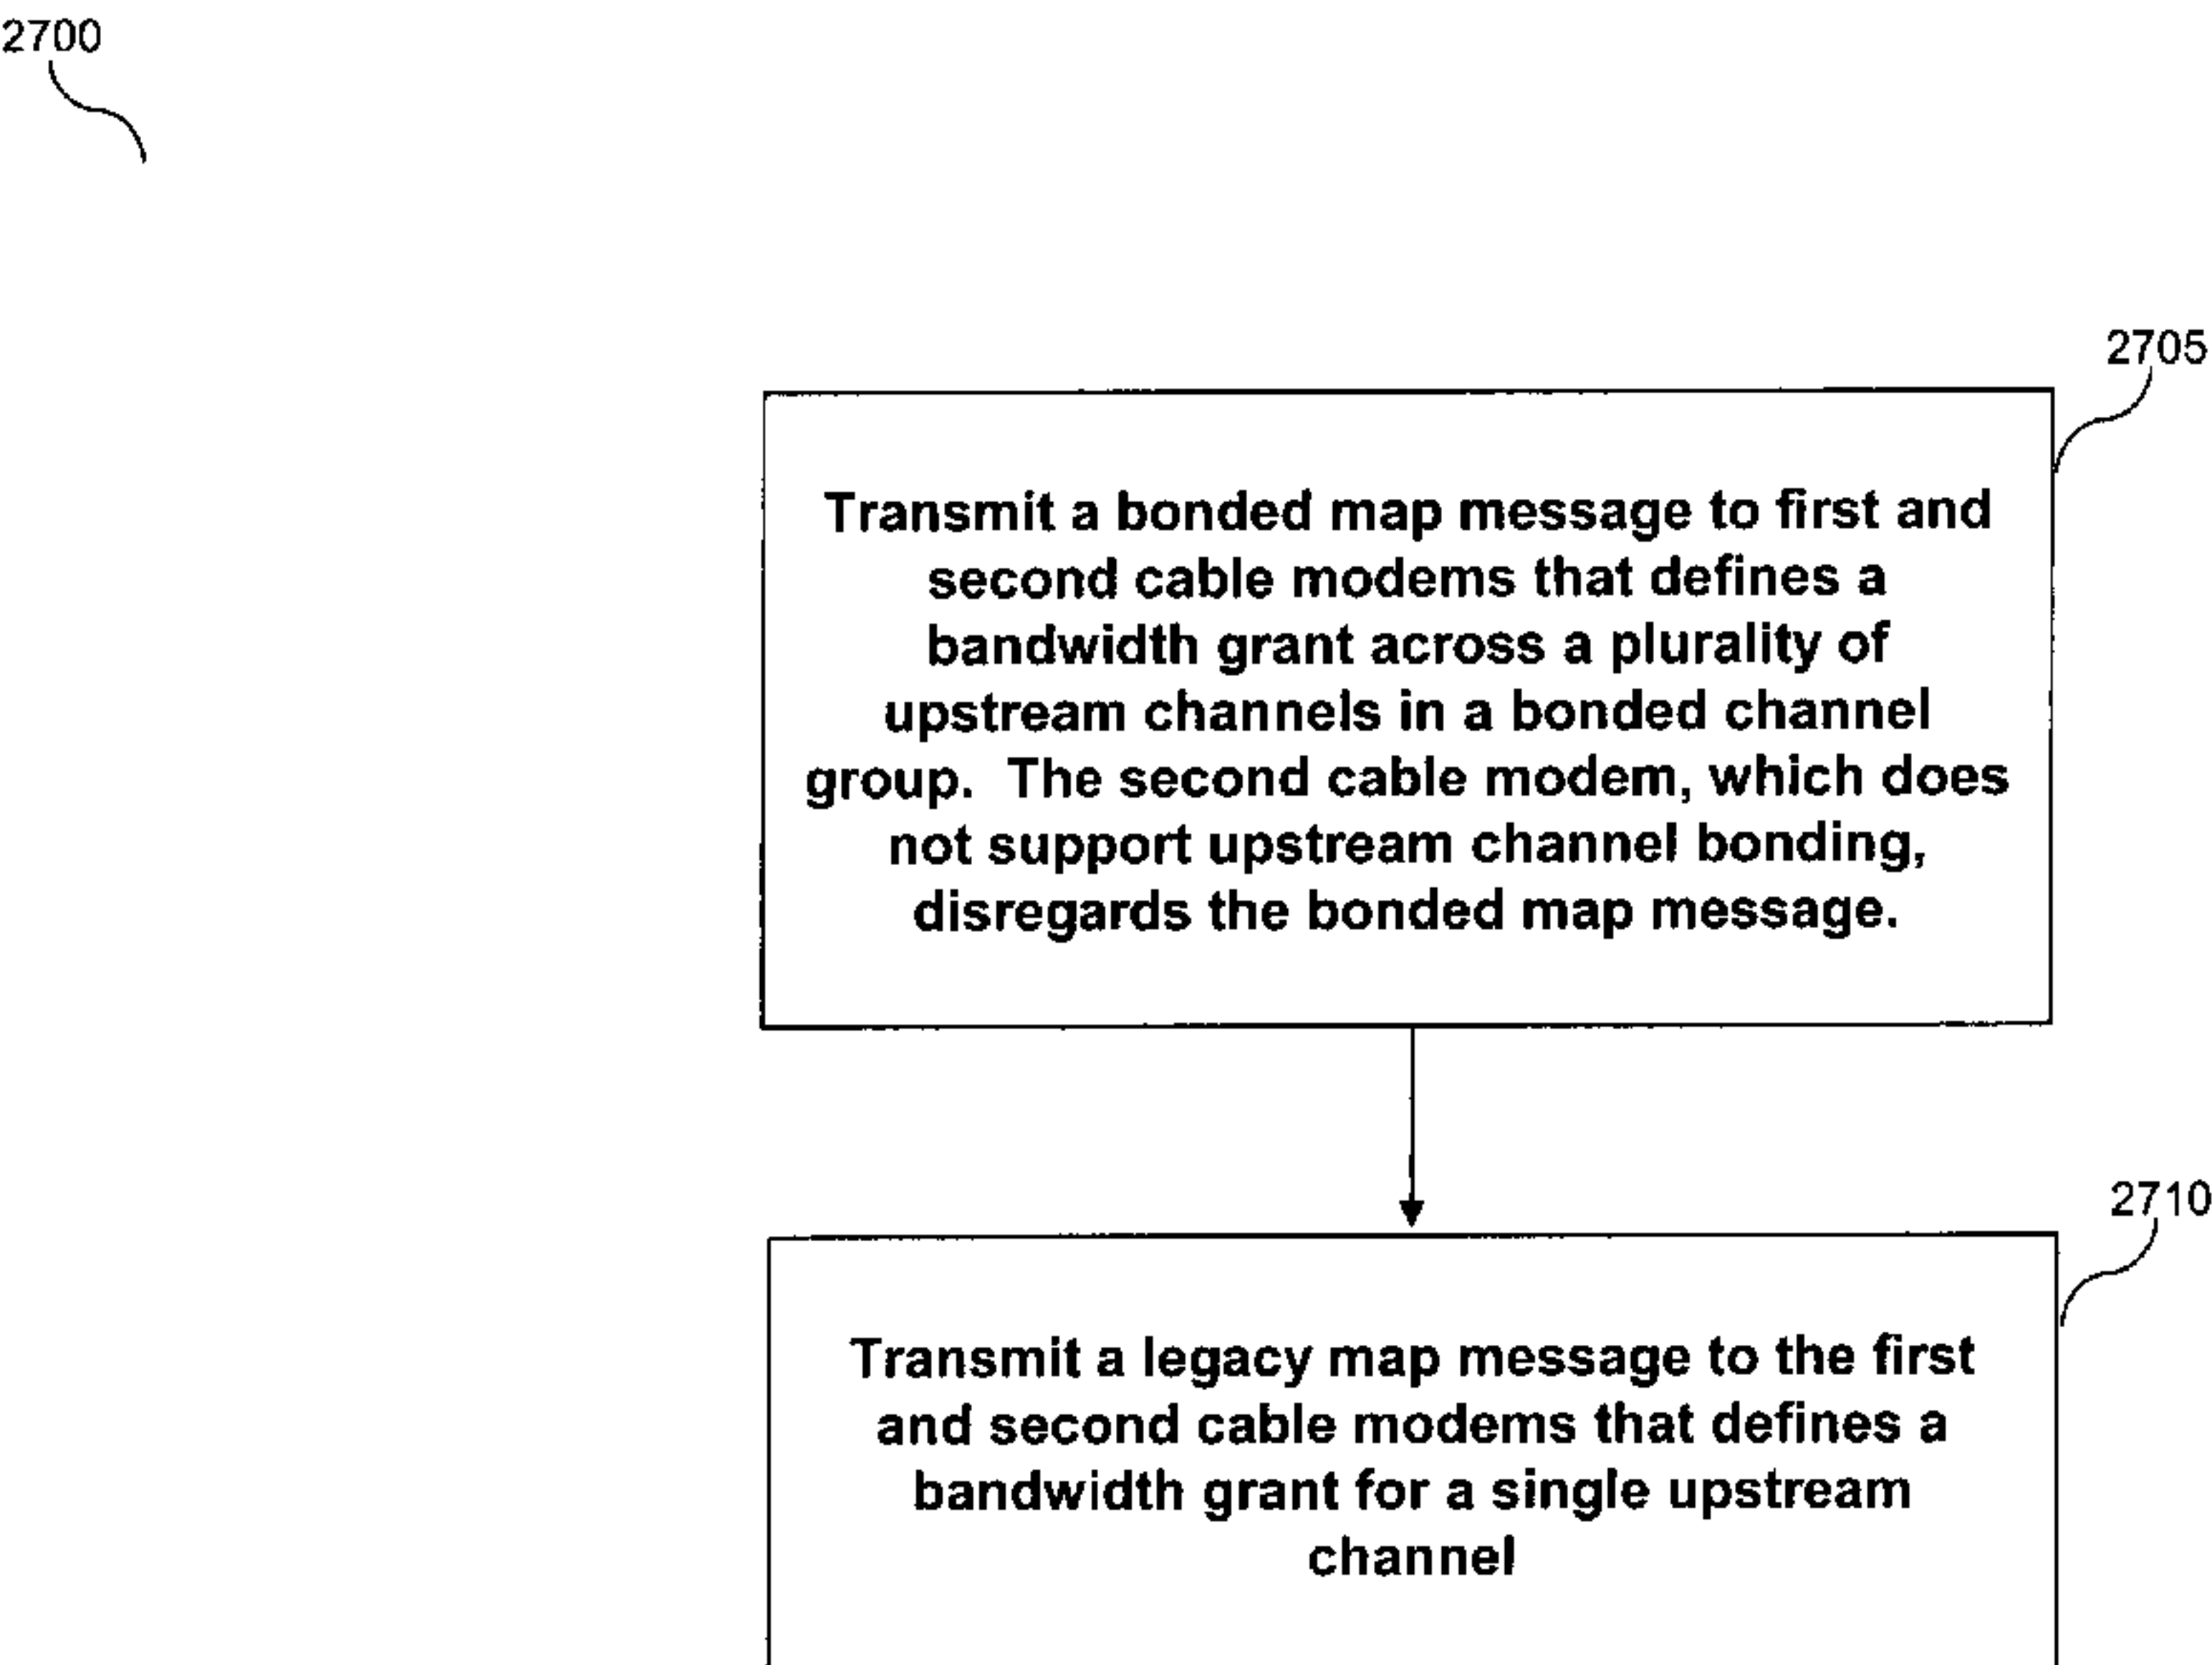 2700
2705
Transmit a bonded map message to first and
second cable modems that defines a
bandwidth grant across a plurality of
upstream channels in a bonded channel
group. The second cable modem, which does
not support upstream channel bonding,
disregards the bonded map message.
2710
Transmit a legacy map message to the first
and second cable modems that defines a
bandwidth grant for a single upstream
channel